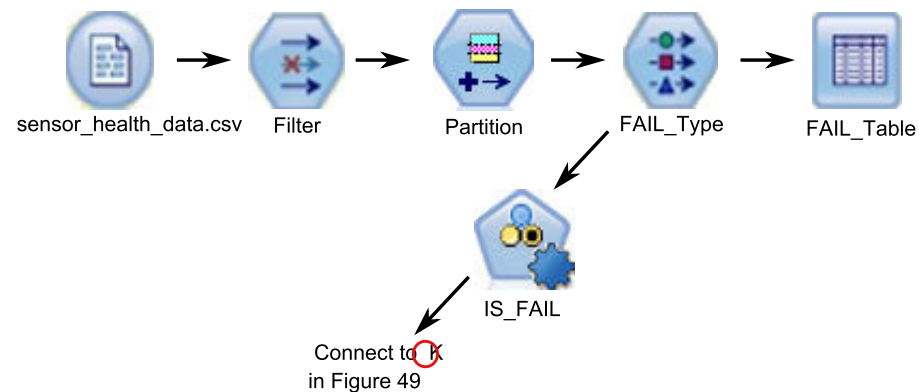 sensor_health_data.csv
Filter
Partition
FAIL_Type
FAIL_Table
IS_FAIL
Connect to K
in Figure 49